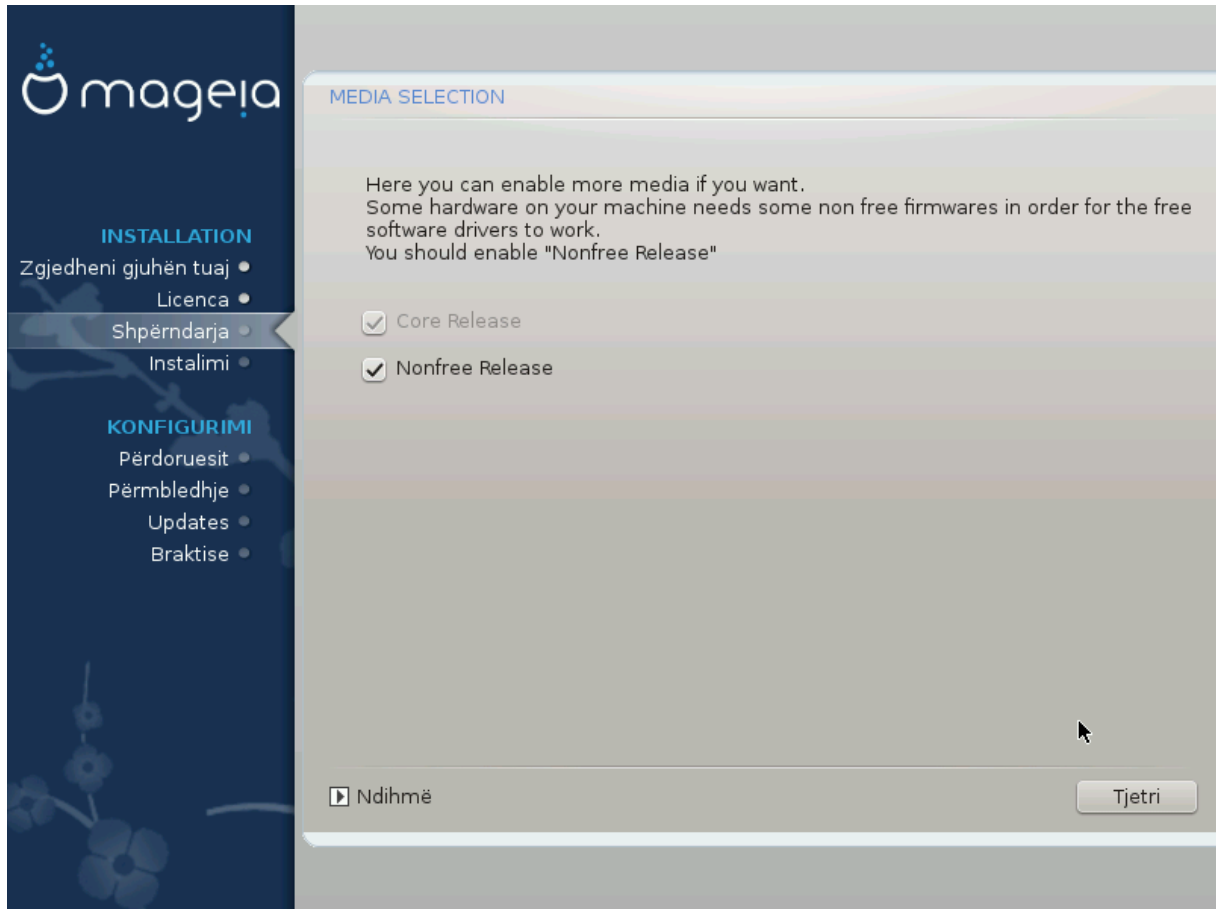 mageia
INSTALLATION
Zgjedheni gjuhën tuaj
Licenca
Shpërndarja
Instalimi
KONFIGURIMI
Përdoruesit
Përmbledhje
Updates
Braktise
MEDIA SELECTION
Here you can enable more media if you want.
Some hardware on your machine needs some non free firmwares in order for the free
software drivers to work.
You should enable "Nonfree Release"
Core Release
Nonfree Release
Ndihmë
Tjetri